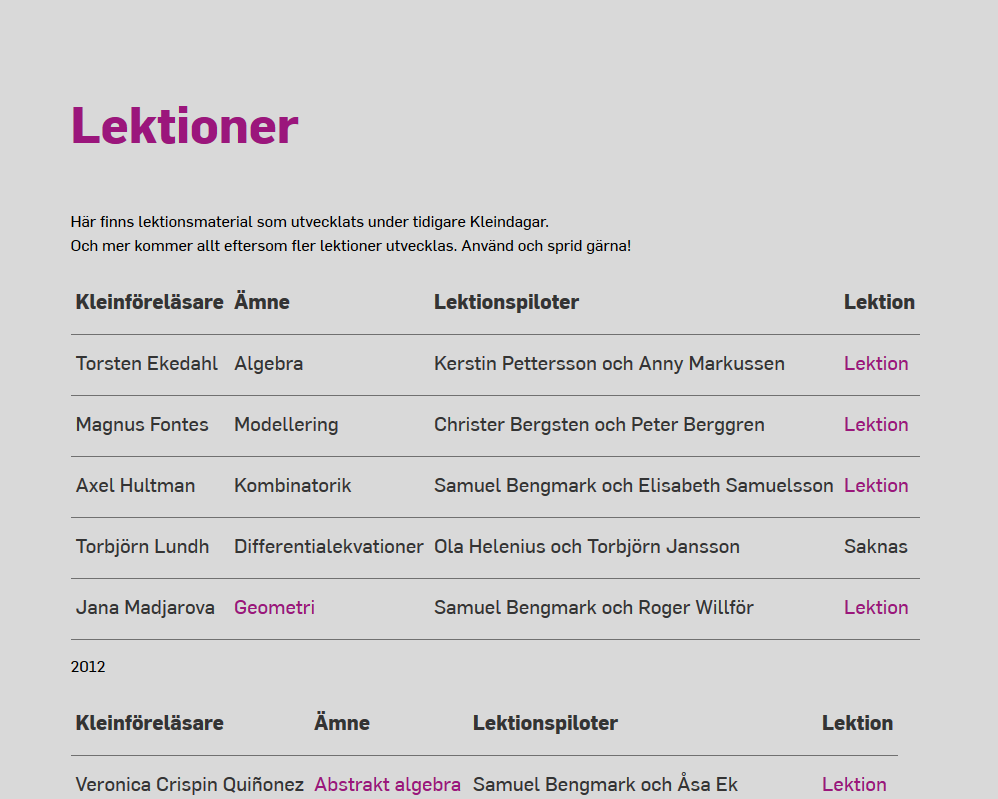 Lektioner
Här finns lektionsmaterial som utvecklats under tidigare Kleindagar.
Och mer kommer allt eftersom fler lektioner utvecklas. Använd och sprid gärna!
Kleinföreläsare Ämne Lektionspiloter Lektion
Torsten Ekedahl Algebra Kerstin Pettersson och Anny Markussen Lektion
Magnus Fontes Modellering Christer Bergsten och Peter Berggren Lektion
Axel Hultman Kombinatorik Samuel Bengmark och Elisabeth Samuelsson Lektion
Torbjörn Lundh Differentialekvationer Ola Helenius och Torbjörn Jansson Saknas
Jana Madjarova Geometri Samuel Bengmark och Roger Willför Lektion
2012
Kleinföreläsare Ämne Lektionspiloter Lektion
Veronica Crispin Quiñonez Abstrakt algebra Samuel Bengmark och Åsa Ek Lektion